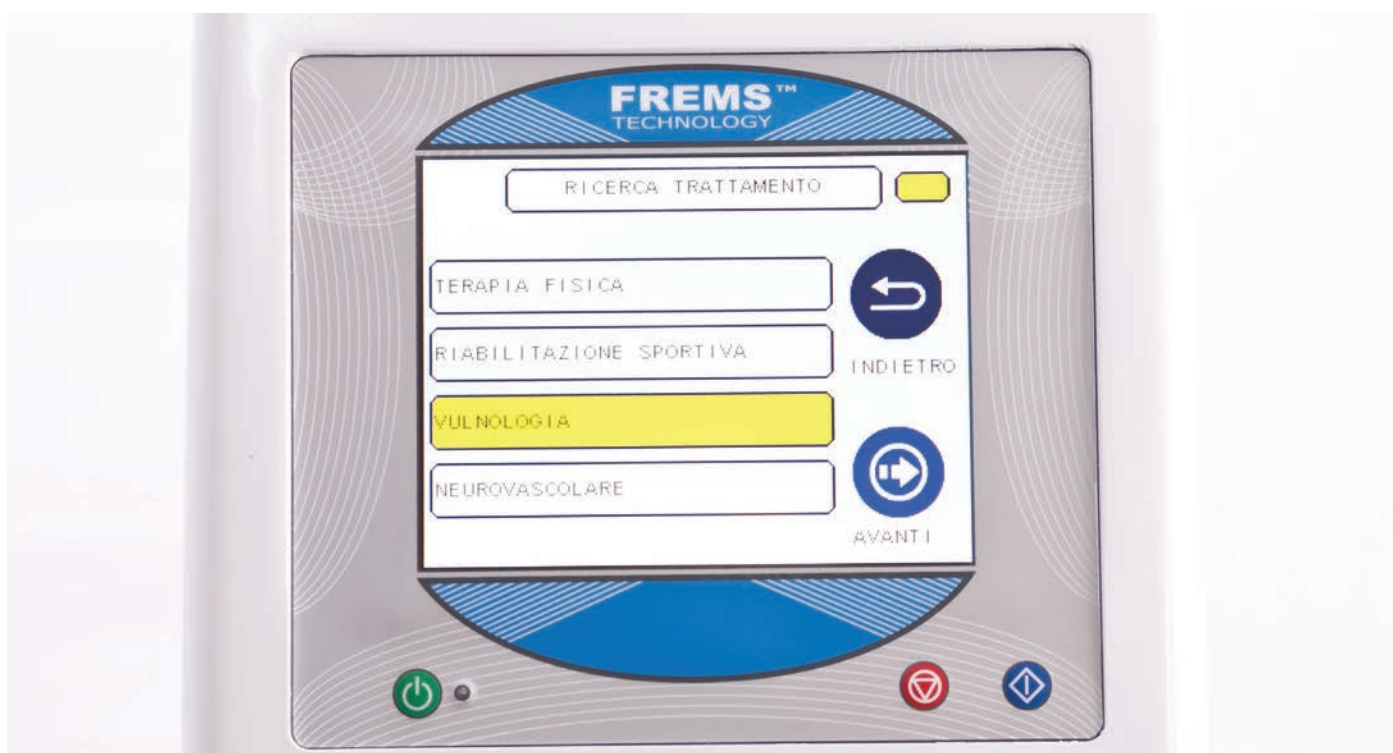 FREMS™
TECHNOLOGY
RICERCA TRATTAMENTO
TERAPIA FISICA
RIABILITAZIONE SPORTIVA
INDIETRO
VULNOLOGIA
NEUROVASCOLARE
AVANTI